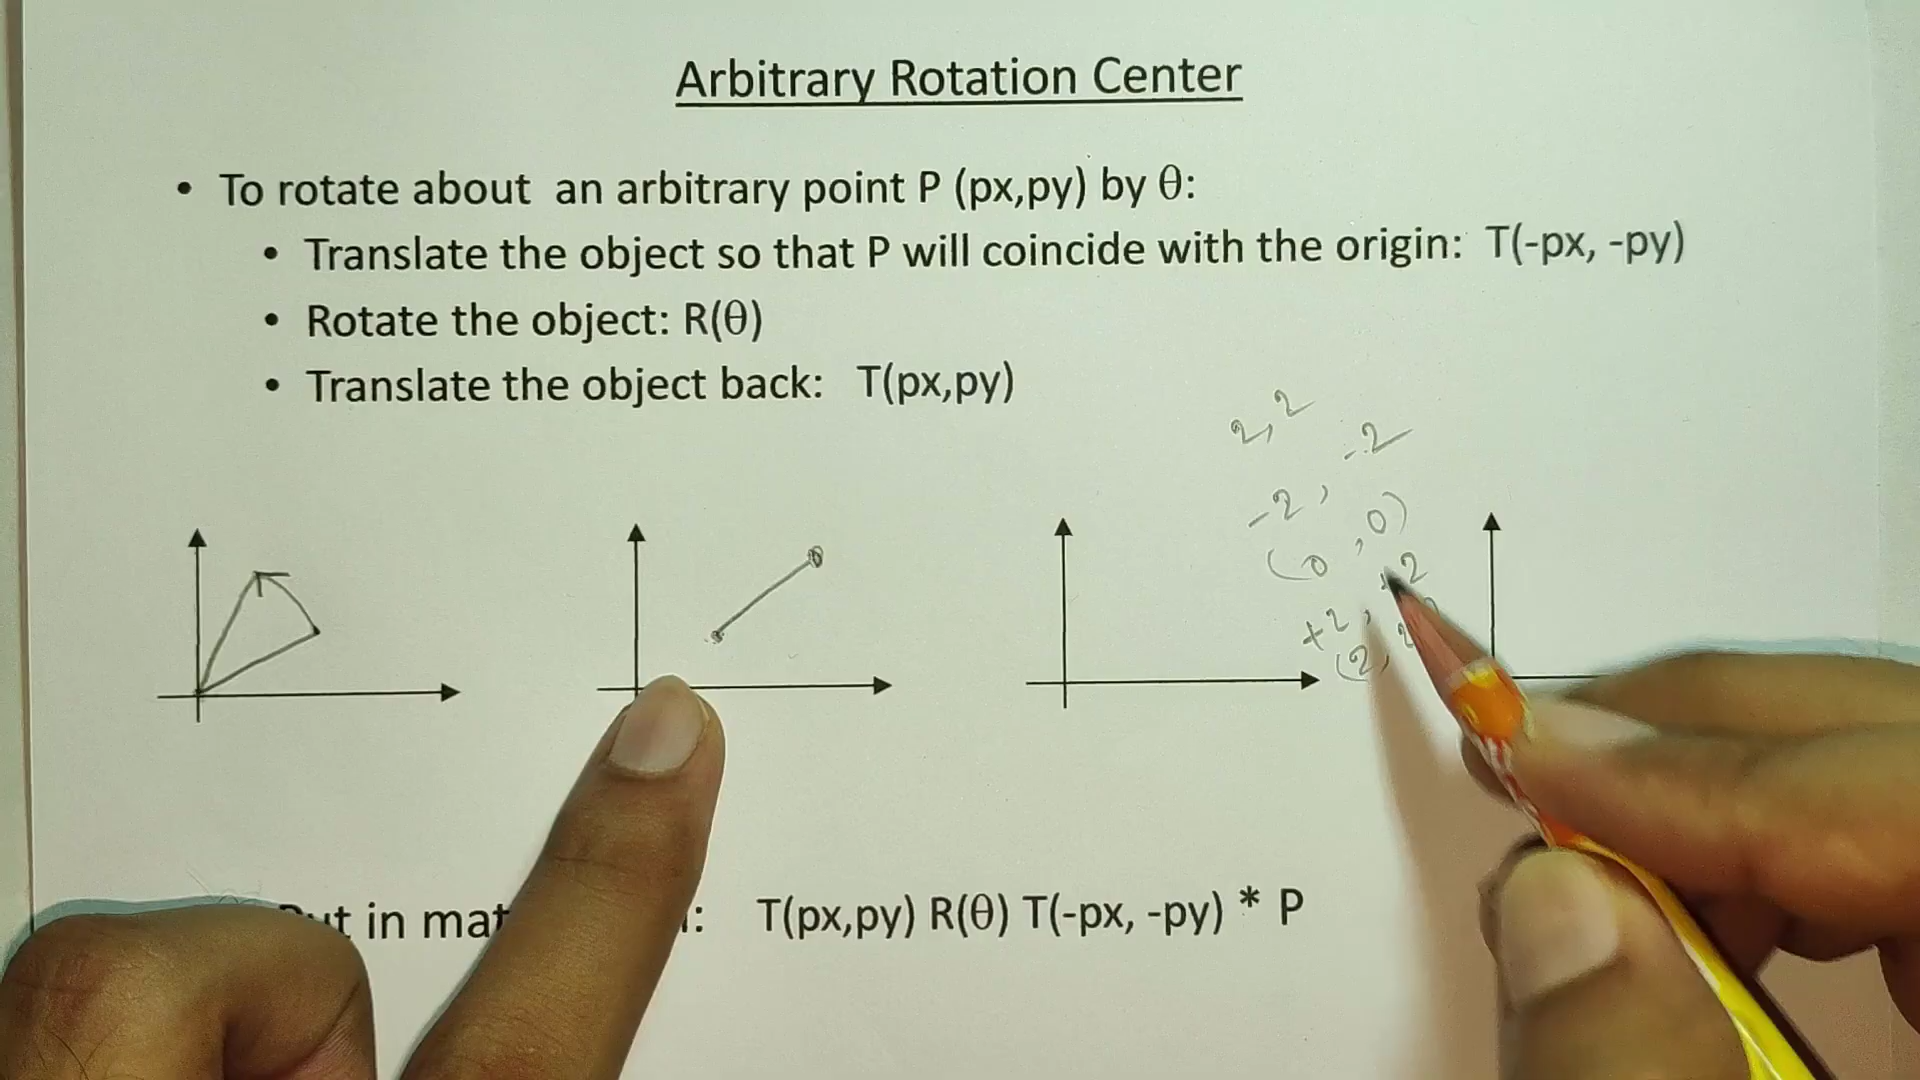 Arbitrary Rotation Center
• To rotate about an arbitrary point P (px,py) by θ:
• Translate the object so that P will coincide with the origin: T(-px, -py)
• Rotate the object: R(θ)
• Translate the object back: T(px,py)
2, 2
-2, -2
(0, 0)
+2, +2
(2, 2
in T(px,py) R(θ) T(-px, -py) * P